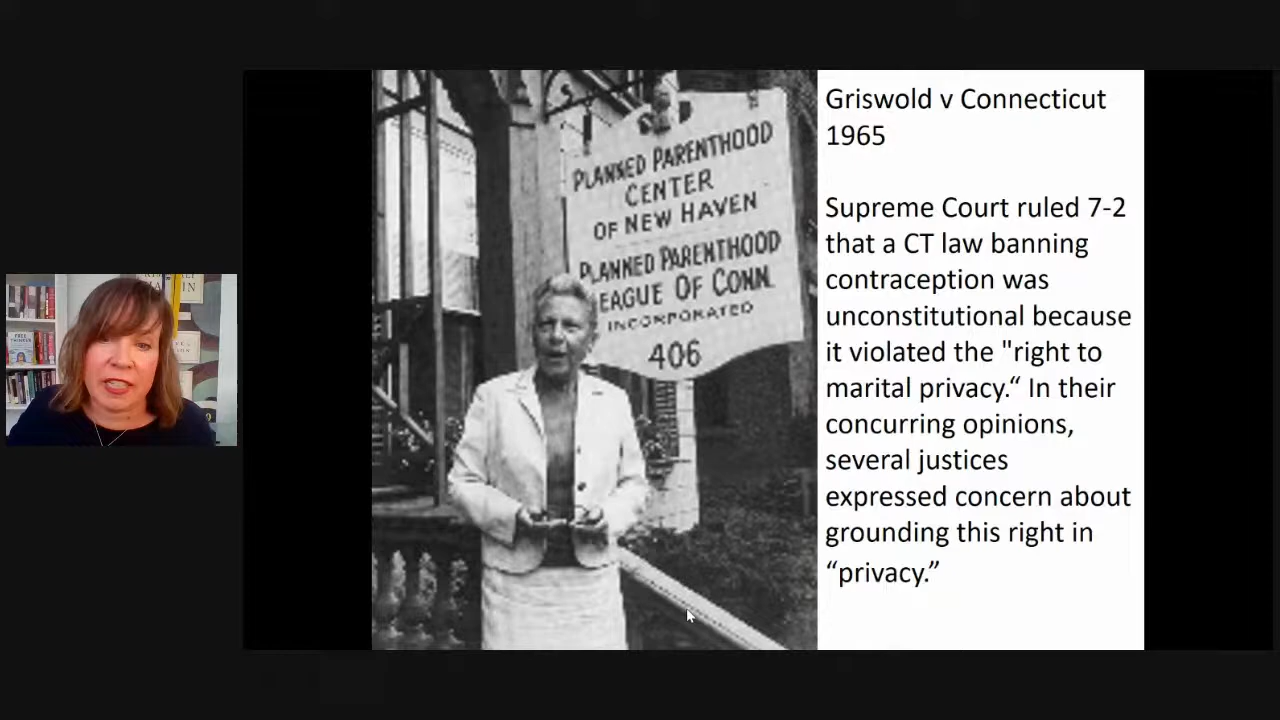 PLANNED PARENTHOOD
CENTER
OF NEW HAVEN
PLANNED PARENTHOOD
LEAGUE OF CONN.
INCORPORATED
406
Griswold v Connecticut
1965
Supreme Court ruled 7-2
that a CT law banning
contraception was
unconstitutional because
it violated the "right to
marital privacy.“ In their
concurring opinions,
several justices
expressed concern about
grounding this right in
“privacy.”
FREE
THINKER